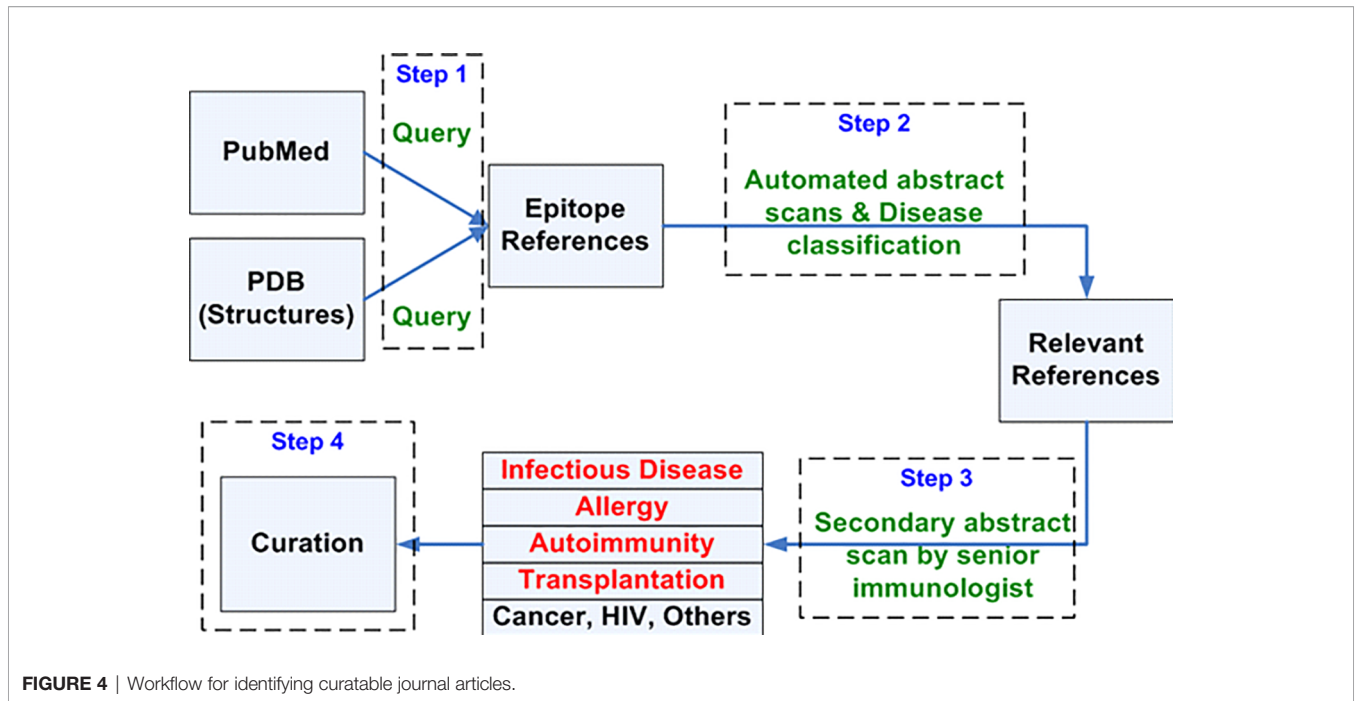 Step 1
Query
PubMed
PDB
(Structures)
Query
Epitope
References
Step 2
Automated abstract
scans & Disease
classification
Relevant
References
Step 3
Secondary abstract
scan by senior
immunologist
Infectious Disease
Allergy
Autoimmunity
Transplantation
Cancer, HIV, Others
Step 4
Curation
FIGURE 4 | Workflow for identifying curatable journal articles.